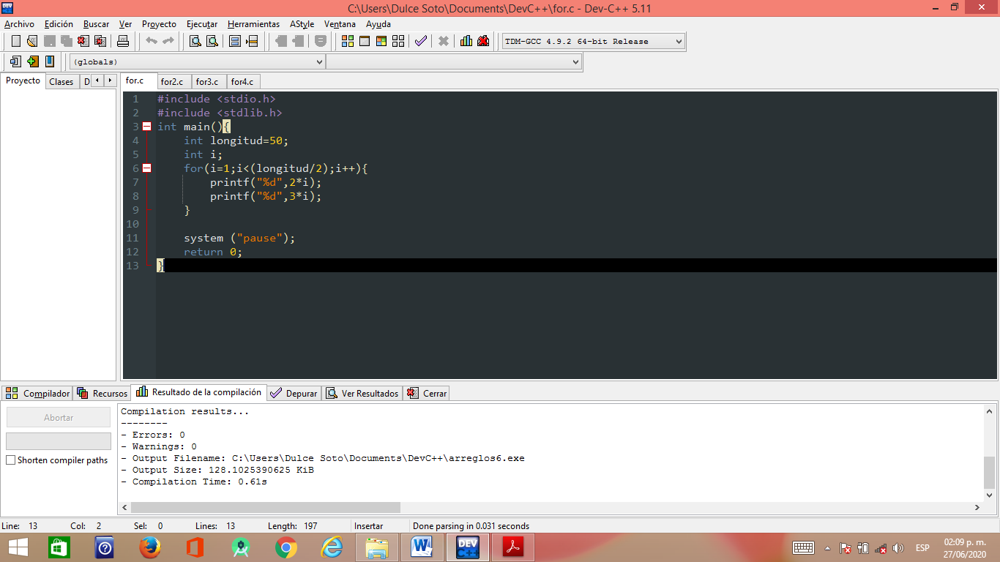 C:\Users\Dulce Soto\Documents\DevC++\for.c - Dev-C++ 5.11
Archivo Edición Buscar Ver Proyecto Ejecutar Herramientas AStyle Ventana Ayuda
TDM-GCC 4.9.2 64-bit Release
(globals)
Proyecto Clases D
for.c for2.c for3.c for4.c
1 #include <stdio.h>
2 #include <stdlib.h>
3 int main(){
4 int longitud=50;
5 int i;
6 for(i=1;i<(longitud/2);i++){
7 printf("%d",2*i);
8 printf("%d",3*i);
9 }
10
11 system ("pause");
12 return 0;
13 }
Compilador Recursos Resultado de la compilación Depurar Ver Resultados Cerrar
Abortar
Shorten compiler paths
Compilation results...
--------
- Errors: 0
- Warnings: 0
- Output Filename: C:\Users\Dulce Soto\Documents\DevC++\arreglos6.exe
- Output Size: 128.1025390625 KiB
- Compilation Time: 0.61s
Line: 13 Col: 2 Sel: 0 Lines: 13 Length: 197 Insertar Done parsing in 0.031 seconds
DEV C++
ESP
02:09 p. m.
27/06/2020